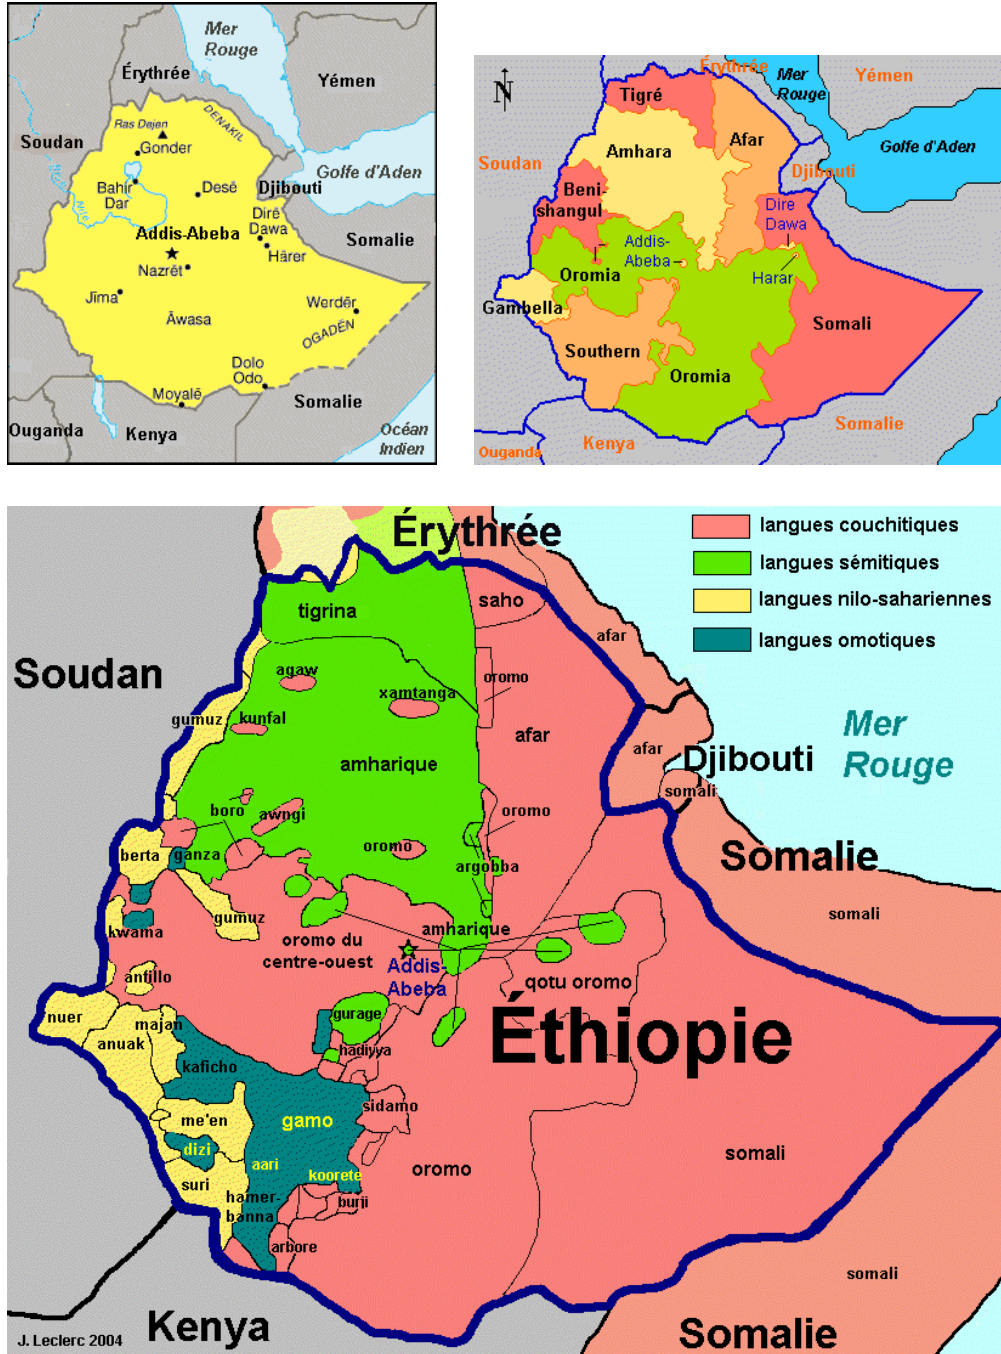 Mer
Rouge
Érythrée
Yémen
DENAKIL
Ras Dejen
Soudan
Gonder
Golfe d'Aden
Bahir
Dar
Desē
Djibouti
Nil
Addis-Abeba
Dirē
Dawa
Somalie
Hārer
Nazrēt
Jīma
Werdēr
Āwasa
OGADĒN
Dolo
Odo
Moyalē
Somalie
Ouganda
Kenya
Océan
Indien
N
Érythrée
Mer
Rouge
Yémen
Tigré
Afar
Amhara
Golfe d'Aden
Soudan
Djibouti
Beni-
shangul
Dire
Dawa
Addis-
Abeba
Oromia
Harar
Gambella
Somali
Southern
Oromia
Somalie
Kenya
Ouganda
Érythrée
langues couchitiques
langues sémitiques
langues nilo-sahariennes
langues omotiques
tigrina
saho
afar
Soudan
agaw
oromo
xamtanga
gumuz
kunfal
afar
Mer
Rouge
afar
Djibouti
amharique
somali
boro
awngi
oromo
berta
ganza
oromo
argobba
Somalie
somali
gumuz
amharique
kwama
oromo du
centre-ouest
Addis-
Abeba
anfillo
qotu oromo
nuer
majan
gurage
Éthiopie
anuak
hadiyya
kaficho
sidamo
me'en
gamo
dizi
aari
koorete
oromo
somali
suri
hamer-
banna
burji
arbore
somali
Kenya
Somalie
J. Leclerc 2004